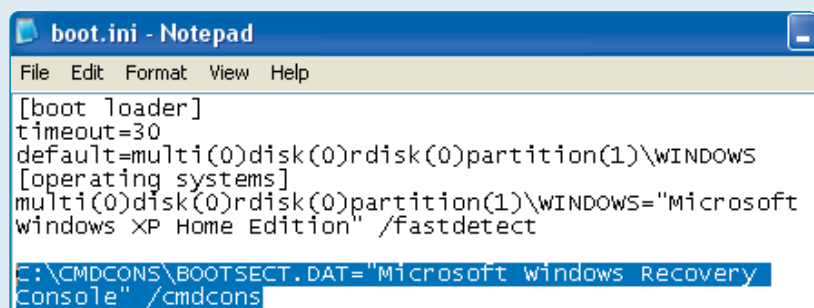 boot.ini - Notepad
File Edit Format View Help
[boot loader]
timeout=30
default=multi(0)disk(0)rdisk(0)partition(1)\WINDOWS
[operating systems]
multi(0)disk(0)rdisk(0)partition(1)\WINDOWS="Microsoft
Windows XP Home Edition" /fastdetect
C:\CMDCONS\BOOTSECT.DAT="Microsoft Windows Recovery
Console" /cmdcons